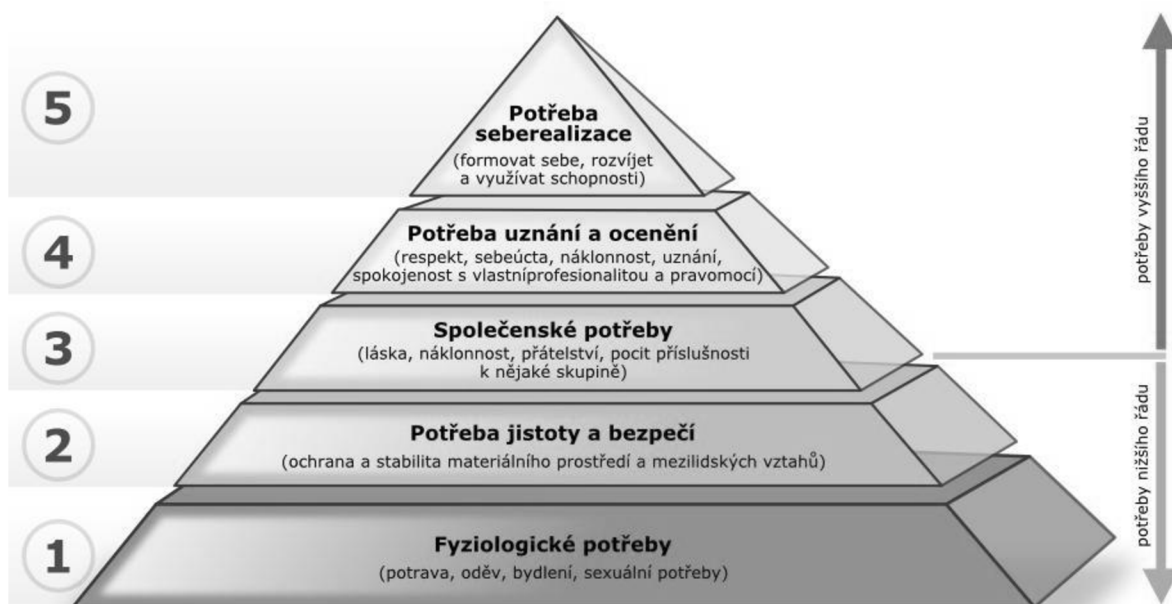 5
Potřeba
seberealizace
(formovat sebe, rozvíjet
a využívat schopnosti)
4
Potřeba uznání a ocenění
(respekt, sebeúcta, náklonnost, uznání,
spokojenost s vlastníprofesionalitou a pravomocí)
3
Společenské potřeby
(láska, náklonnost, přátelství, pocit příslušnosti
k nějaké skupině)
2
Potřeba jistoty a bezpečí
(ochrana a stabilita materiálního prostředí a mezilidských vztahů)
1
Fyziologické potřeby
(potrava, oděv, bydlení, sexuální potřeby)
potřeby vyššího řádu
potřeby nižšího řádu